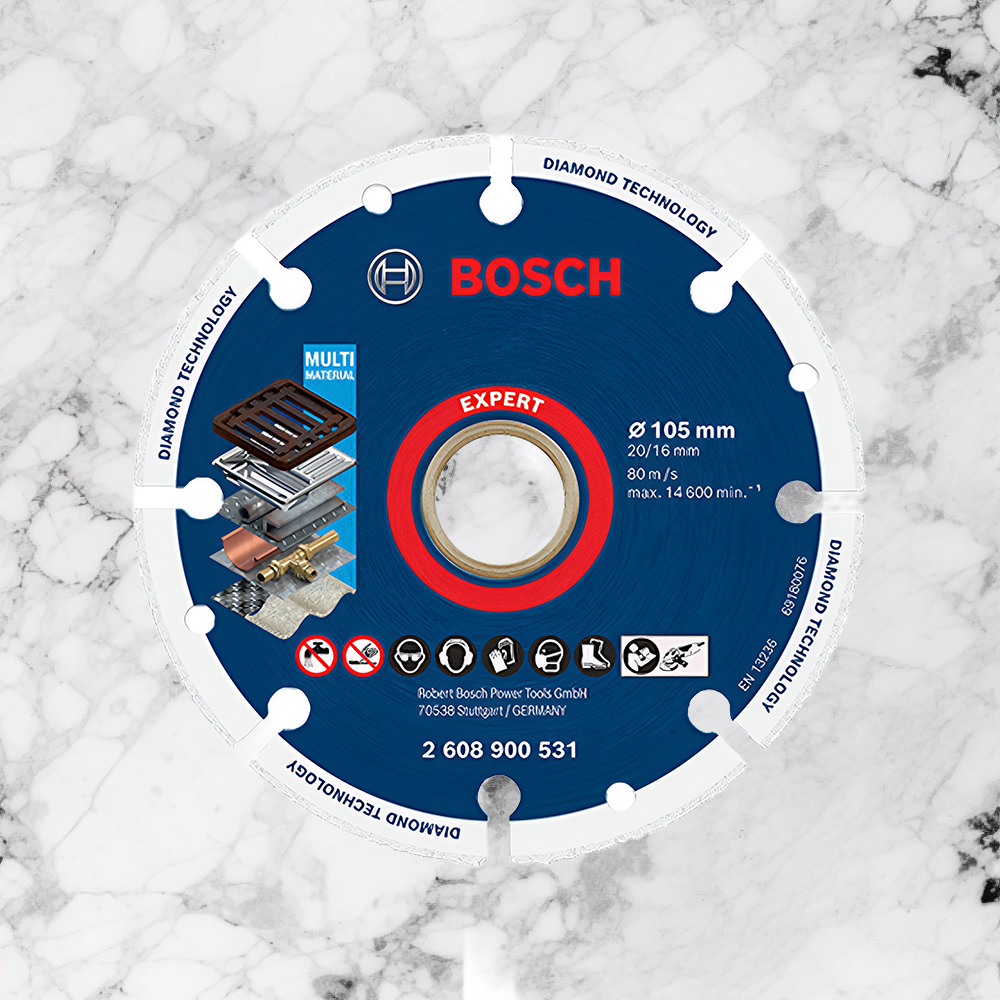 DIAMOND TECHNOLOGY
BOSCH
DIAMOND TECHNOLOGY
MULTI
MATERIAL
EXPERT
Ø 105 mm
20/16 mm
80 m/s
max. 14 600 min.⁻¹
DIAMOND TECHNOLOGY
69180076
EN 13236
Robert Bosch Power Tools GmbH
70538 Stuttgart / GERMANY
2 608 900 531
DIAMOND TECHNOLOGY